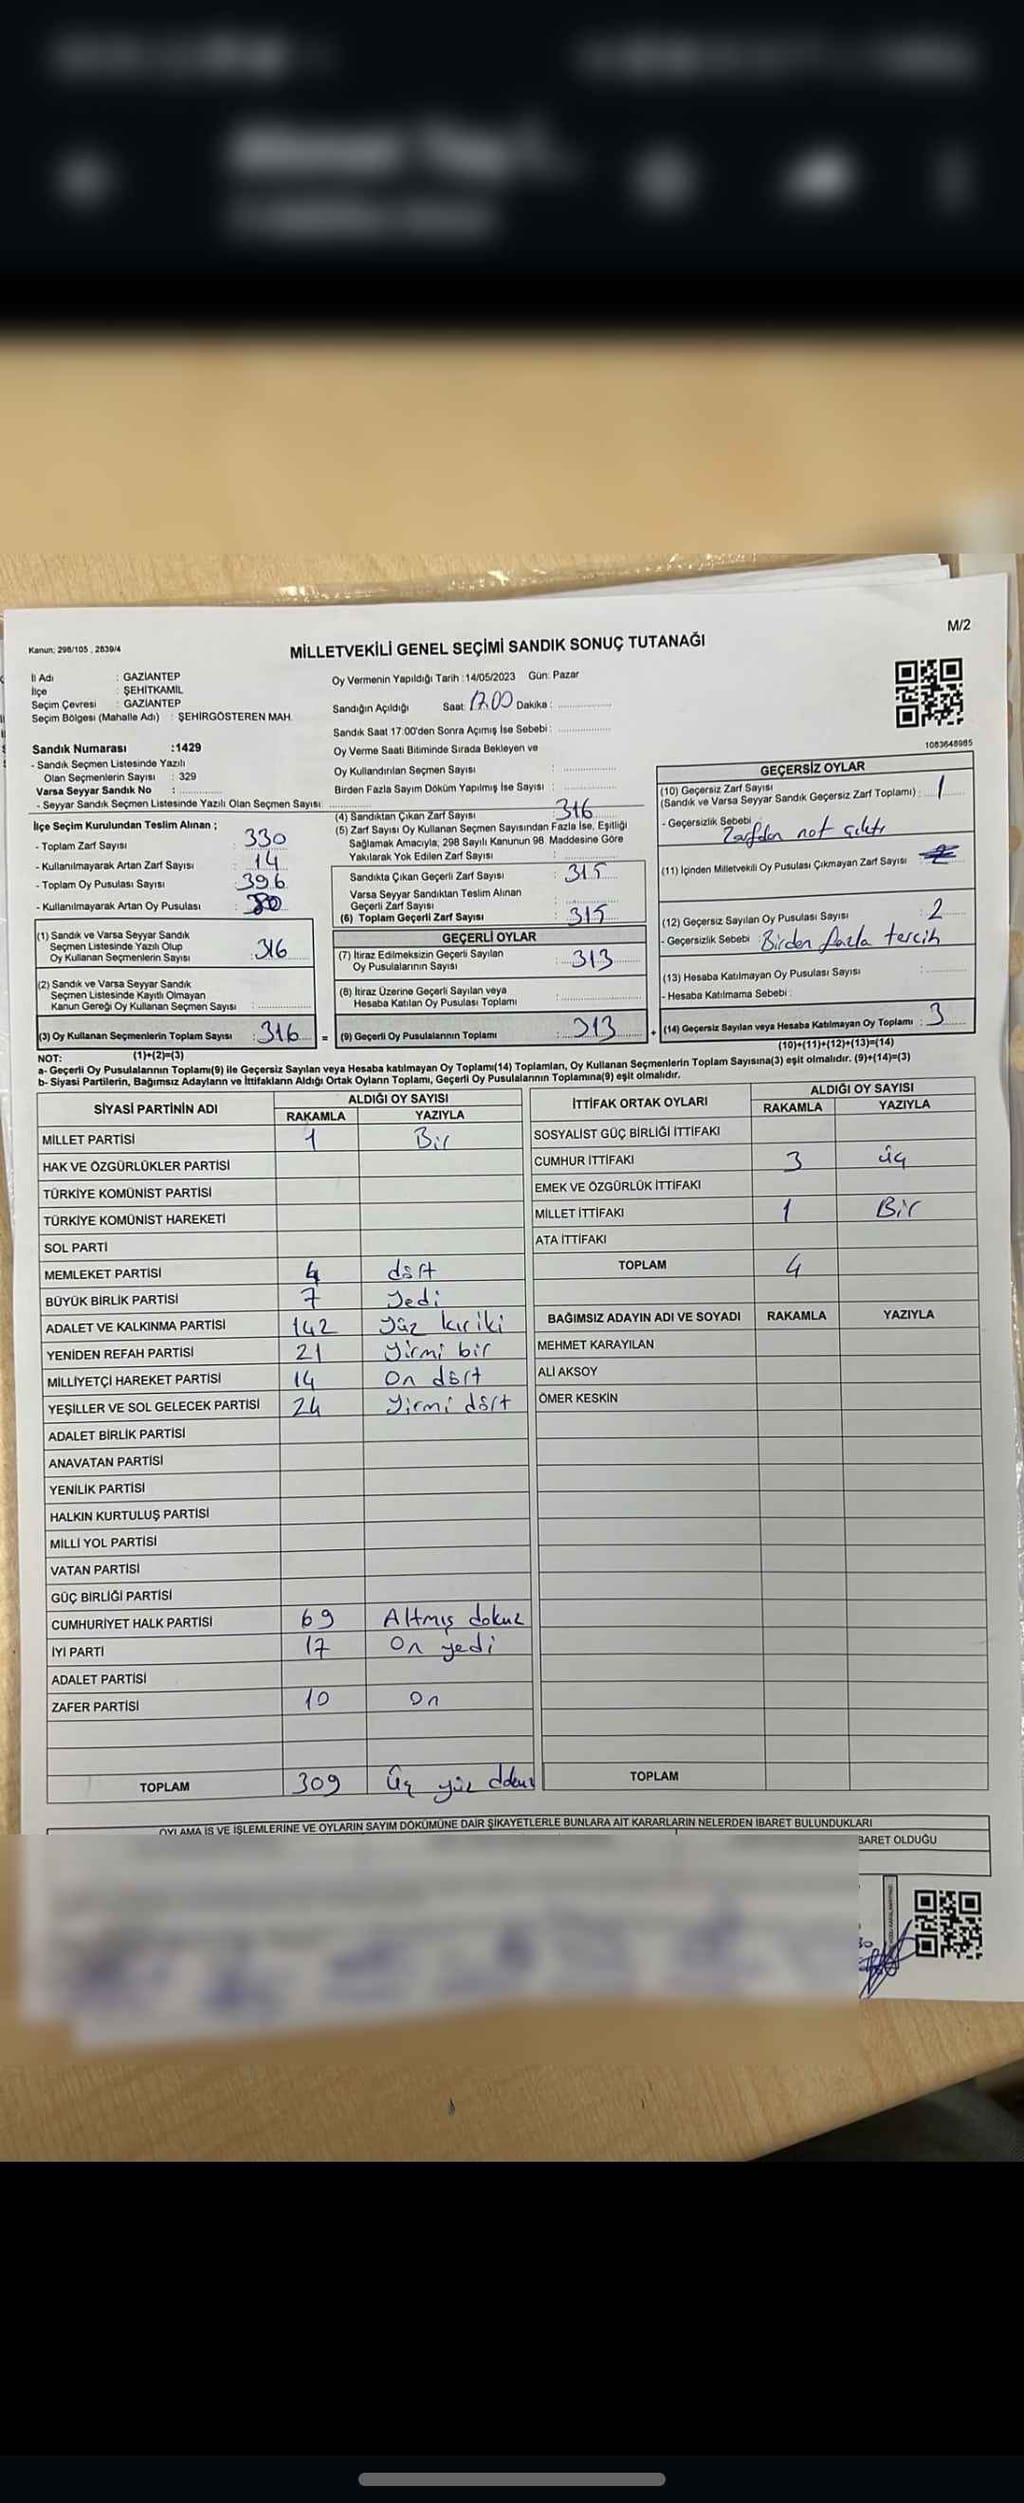 M/2
Kanun: 298/105 , 2839/4
MİLLETVEKİLİ GENEL SEÇİMİ SANDIK SONUÇ TUTANAĞI
İl Adı : GAZİANTEP
İlçe : ŞEHİTKAMİL
Seçim Çevresi : GAZİANTEP
Seçim Bölgesi (Mahalle Adı) : ŞEHİRGÖSTEREN MAH.
Sandık Numarası :1429
- Sandık Seçmen Listesinde Yazılı
Olan Seçmenlerin Sayısı : 329
Varsa Seyyar Sandık No :
- Seyyar Sandık Seçmen Listesinde Yazılı Olan Seçmen Sayısı:
Oy Vermenin Yapıldığı Tarih :14/05/2023 Gün: Pazar
Sandığın Açıldığı Saat: 17.00 Dakika :
Sandık Saat 17:00'den Sonra Açımış İse Sebebi :
Oy Verme Saati Bitiminde Sırada Bekleyen ve
Oy Kullandırılan Seçmen Sayısı :
Birden Fazla Sayım Döküm Yapılmış İse Sayısı :
1083648985
İlçe Seçim Kurulundan Teslim Alınan ;
- Toplam Zarf Sayısı : 330
- Kullanılmayarak Artan Zarf Sayısı : 14
- Toplam Oy Pusulası Sayısı : 396
- Kullanılmayarak Artan Oy Pusulası : 80
(1) Sandık ve Varsa Seyyar Sandık
Seçmen Listesinde Yazılı Olup
Oy Kullanan Seçmenlerin Sayısı : 316
(2) Sandık ve Varsa Seyyar Sandık
Seçmen Listesinde Kayıtlı Olmayan
Kanun Gereği Oy Kullanan Seçmen Sayısı :
(3) Oy Kullanan Seçmenlerin Toplam Sayısı : 316 =
(1)+(2)=(3)
(4) Sandıktan Çıkan Zarf Sayısı : 316
(5) Zarf Sayısı Oy Kullanan Seçmen Sayısından Fazla İse, Eşitliği
Sağlamak Amacıyla, 298 Sayılı Kanunun 98. Maddesine Göre
Yakılarak Yok Edilen Zarf Sayısı :
Sandıkta Çıkan Geçerli Zarf Sayısı : 315
Varsa Seyyar Sandıktan Teslim Alınan
Geçerli Zarf Sayısı :
(6) Toplam Geçerli Zarf Sayısı : 315
GEÇERLİ OYLAR
(7) İtiraz Edilmeksizin Geçerli Sayılan
Oy Pusulalarının Sayısı : 313
(8) İtiraz Üzerine Geçerli Sayılan veya
Hesaba Katılan Oy Pusulası Toplamı :
(9) Geçerli Oy Pusulalarının Toplamı : 313 +
GEÇERSİZ OYLAR
(10) Geçersiz Zarf Sayısı
(Sandık ve Varsa Seyyar Sandık Geçersiz Zarf Toplamı) : 1
- Geçersizlik Sebebi : Zarfdan not çıktı
(11) İçinden Milletvekili Oy Pusulası Çıkmayan Zarf Sayısı
(12) Geçersiz Sayılan Oy Pusulası Sayısı : 2
- Geçersizlik Sebebi : Birden fazla tercih
(13) Hesaba Katılmayan Oy Pusulası Sayısı :
- Hesaba Katılmama Sebebi :
(14) Geçersiz Sayılan veya Hesaba Katılmayan Oy Toplamı : 3
(10)+(11)+(12)+(13)=(14)
NOT:
a- Geçerli Oy Pusulalarının Toplamı(9) ile Geçersiz Sayılan veya Hesaba katılmayan Oy Toplamı(14) Toplamları, Oy Kullanan Seçmenlerin Toplam Sayısına(3) eşit olmalıdır. (9)+(14)=(3)
b- Siyasi Partilerin, Bağımsız Adayların ve İttifakların Aldığı Ortak Oyların Toplamı, Geçerli Oy Pusulalarının Toplamına(9) eşit olmalıdır.
SİYASİ PARTİNİN ADI ALDIĞI OY SAYISI
RAKAMLA YAZIYLA
MİLLET PARTİSİ 1 Bir
HAK VE ÖZGÜRLÜKLER PARTİSİ
TÜRKİYE KOMÜNİST PARTİSİ
TÜRKİYE KOMÜNİST HAREKETİ
SOL PARTİ
MEMLEKET PARTİSİ 4 dört
BÜYÜK BİRLİK PARTİSİ 7 Yedi
ADALET VE KALKINMA PARTİSİ 142 yüz kırıki
YENİDEN REFAH PARTİSİ 21 yirmi bir
MİLLİYETÇİ HAREKET PARTİSİ 14 On dört
YEŞİLLER VE SOL GELECEK PARTİSİ 24 Yirmi dört
ADALET BİRLİK PARTİSİ
ANAVATAN PARTİSİ
YENİLİK PARTİSİ
HALKIN KURTULUŞ PARTİSİ
MİLLİ YOL PARTİSİ
VATAN PARTİSİ
GÜÇ BİRLİĞİ PARTİSİ
CUMHURİYET HALK PARTİSİ 69 Altmış dokuz
İYİ PARTİ 17 On yedi
ADALET PARTİSİ
ZAFER PARTİSİ 10 On
TOPLAM 309 Üç yüz
İTTİFAK ORTAK OYLARI ALDIĞI OY SAYISI
RAKAMLA YAZIYLA
SOSYALİST GÜÇ BİRLİĞİ İTTİFAKI
CUMHUR İTTİFAKI 3 üç
EMEK VE ÖZGÜRLÜK İTTİFAKI
MİLLET İTTİFAKI 1 Bir
ATA İTTİFAKI
TOPLAM 4
BAĞIMSIZ ADAYIN ADI VE SOYADI RAKAMLA YAZIYLA
MEHMET KARAYILAN
ALİ AKSOY
ÖMER KESKİN
TOPLAM
OYLAMA İŞ VE İŞLEMLERİNE VE OYLARIN SAYIM DÖKÜMÜNE DAİR ŞİKAYETLERLE BUNLARA AİT KARARLARIN NELERDEN İBARET BULUNDUKLARI
BARET OLDUĞU